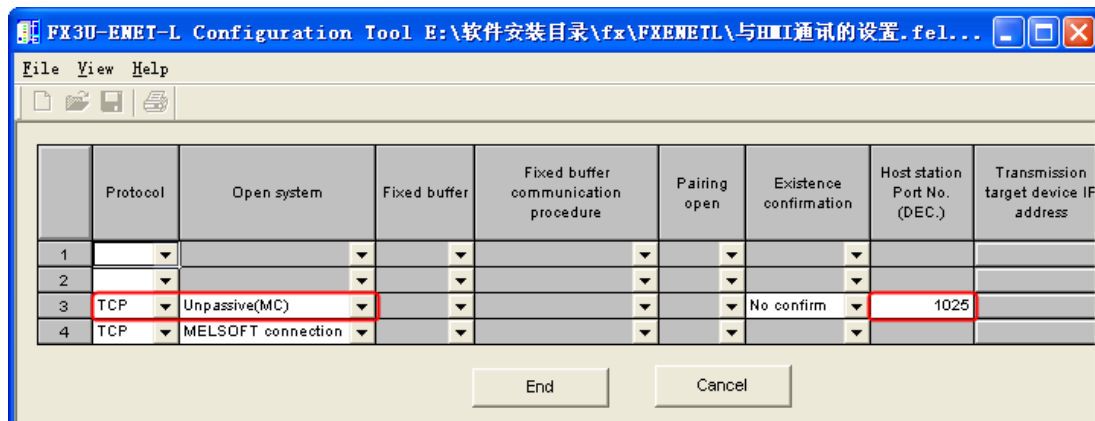 FX3U-ENET-L Configuration Tool E:\软件安装目录\fx\FXENETL\与HMI通讯的设置.fel...
File View Help
Protocol Open system Fixed buffer Fixed buffer communication procedure Pairing open Existence confirmation Host station Port No. (DEC.) Transmission target device IP address
1
2
3 TCP Unpassive(MC) No confirm 1025
4 TCP MELSOFT connection
End Cancel